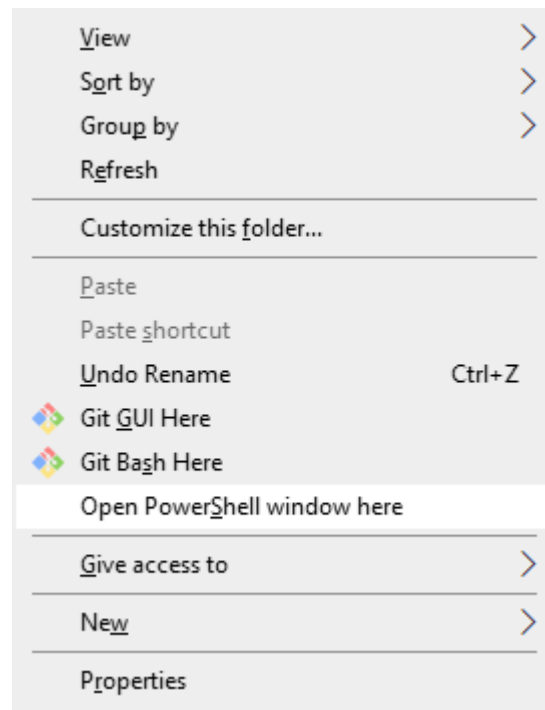 View
Sort by
Group by
Refresh
Customize this folder...
Paste
Paste shortcut
Undo Rename Ctrl+Z
Git GUI Here
Git Bash Here
Open PowerShell window here
Give access to
New
Properties